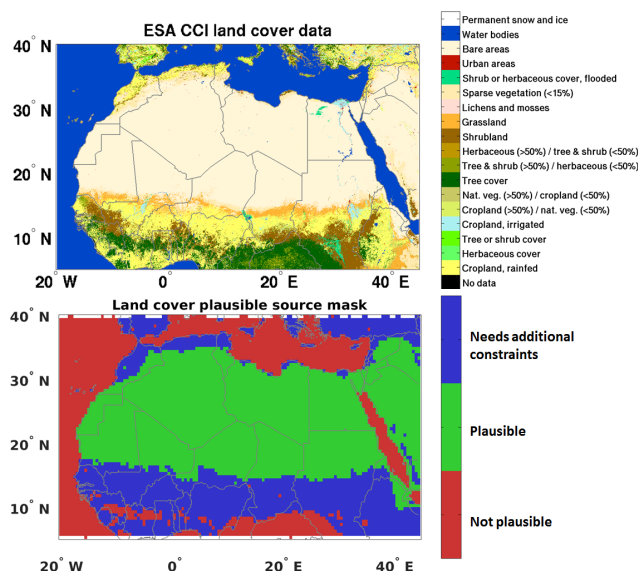 ESA CCI land cover data
40° N
30° N
20° N
10° N
20° W
0°
20° E
40° E
Permanent snow and ice
Water bodies
Bare areas
Urban areas
Shrub or herbaceous cover, flooded
Sparse vegetation (<15%)
Lichens and mosses
Grassland
Shrubland
Herbaceous (>50%) / tree & shrub (<50%)
Tree & shrub (>50%) / herbaceous (<50%)
Tree cover
Nat. veg. (>50%) / cropland (<50%)
Cropland (>50%) / nat. veg. (<50%)
Cropland, irrigated
Tree or shrub cover
Herbaceous cover
Cropland, rainfed
No data
Land cover plausible source mask
40° N
30° N
20° N
10° N
20° W
0°
20° E
40° E
Needs additional
constraints
Plausible
Not plausible